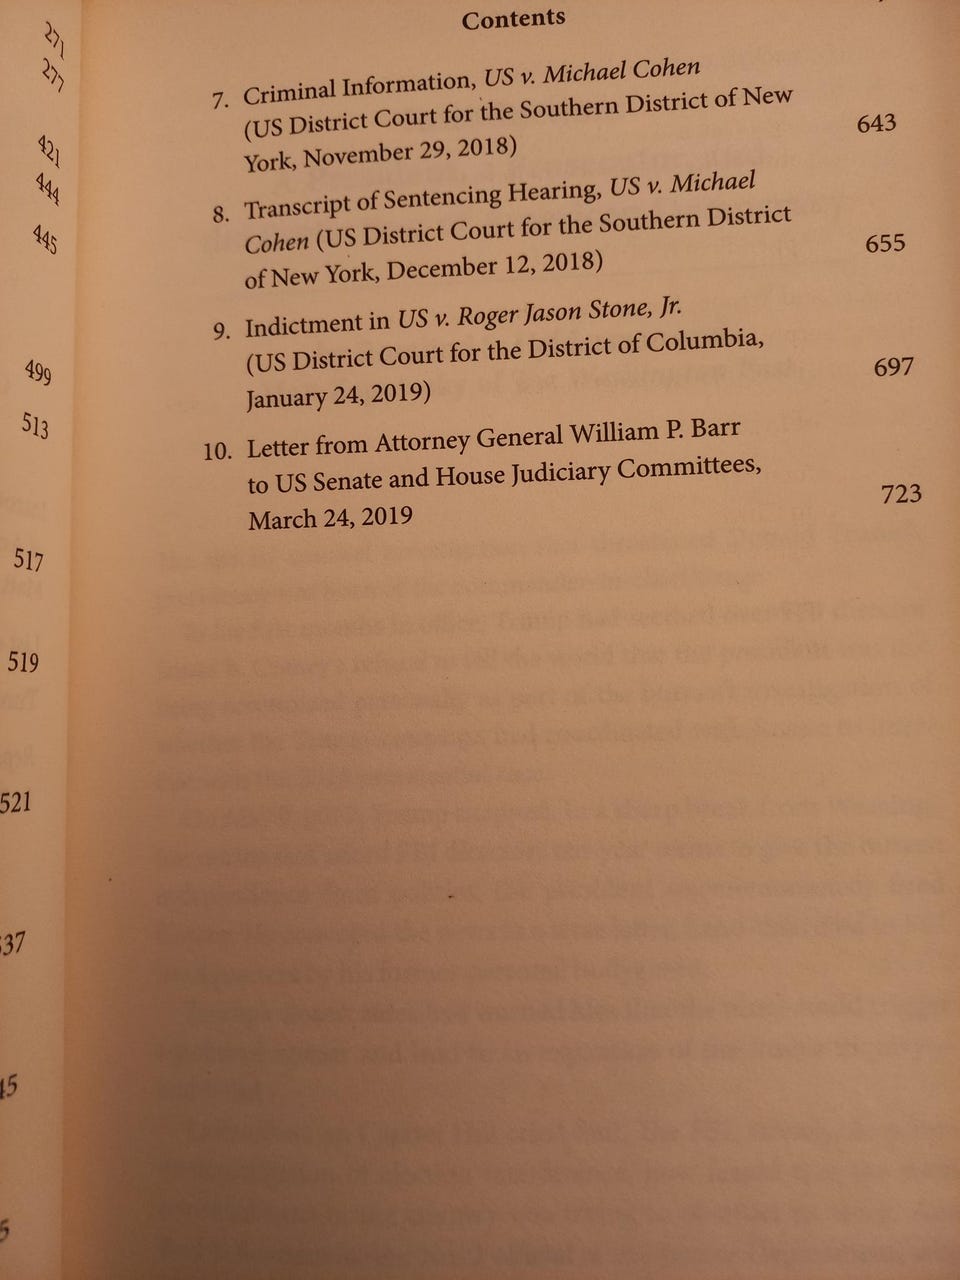 271
277
421
444
445
499
513
517
519
521
Contents
7. Criminal Information, US v. Michael Cohen
(US District Court for the Southern District of New
York, November 29, 2018) 643
8. Transcript of Sentencing Hearing, US v. Michael
Cohen (US District Court for the Southern District
of New York, December 12, 2018) 655
9. Indictment in US v. Roger Jason Stone, Jr.
(US District Court for the District of Columbia,
January 24, 2019) 697
10. Letter from Attorney General William P. Barr
to US Senate and House Judiciary Committees,
March 24, 2019 723